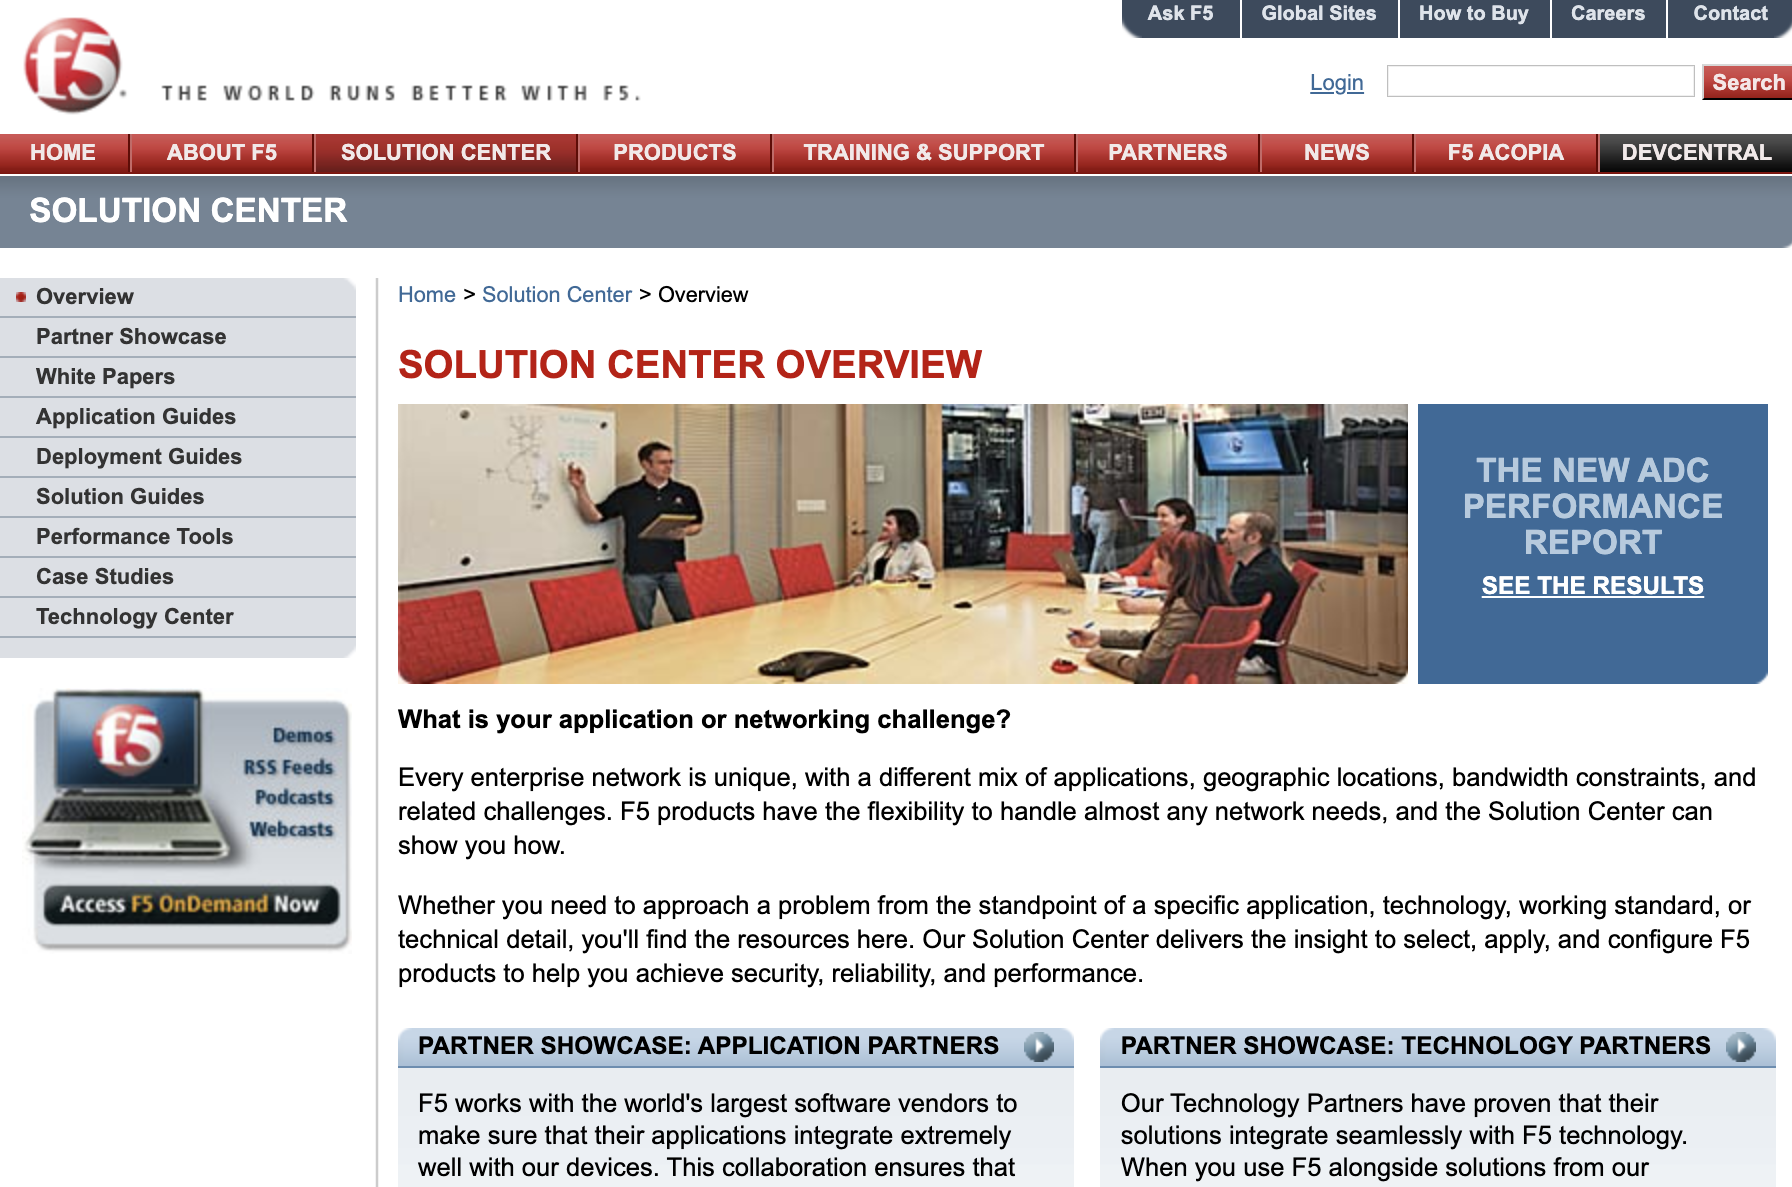 Ask F5
Global Sites
How to Buy
Careers
Contact
f5
THE WORLD RUNS BETTER WITH F5.
Login
Search
HOME
ABOUT F5
SOLUTION CENTER
PRODUCTS
TRAINING & SUPPORT
PARTNERS
NEWS
F5 ACOPIA
DEVCENTRAL
SOLUTION CENTER
Overview
Partner Showcase
White Papers
Application Guides
Deployment Guides
Solution Guides
Performance Tools
Case Studies
Technology Center
f5
Demos
RSS Feeds
Podcasts
Webcasts
Access F5 OnDemand Now
Home > Solution Center > Overview
SOLUTION CENTER OVERVIEW
THE NEW ADC
PERFORMANCE
REPORT
SEE THE RESULTS
What is your application or networking challenge?
Every enterprise network is unique, with a different mix of applications, geographic locations, bandwidth constraints, and
related challenges. F5 products have the flexibility to handle almost any network needs, and the Solution Center can
show you how.
Whether you need to approach a problem from the standpoint of a specific application, technology, working standard, or
technical detail, you'll find the resources here. Our Solution Center delivers the insight to select, apply, and configure F5
products to help you achieve security, reliability, and performance.
PARTNER SHOWCASE: APPLICATION PARTNERS
F5 works with the world's largest software vendors to
make sure that their applications integrate extremely
well with our devices. This collaboration ensures that
PARTNER SHOWCASE: TECHNOLOGY PARTNERS
Our Technology Partners have proven that their
solutions integrate seamlessly with F5 technology.
When you use F5 alongside solutions from our